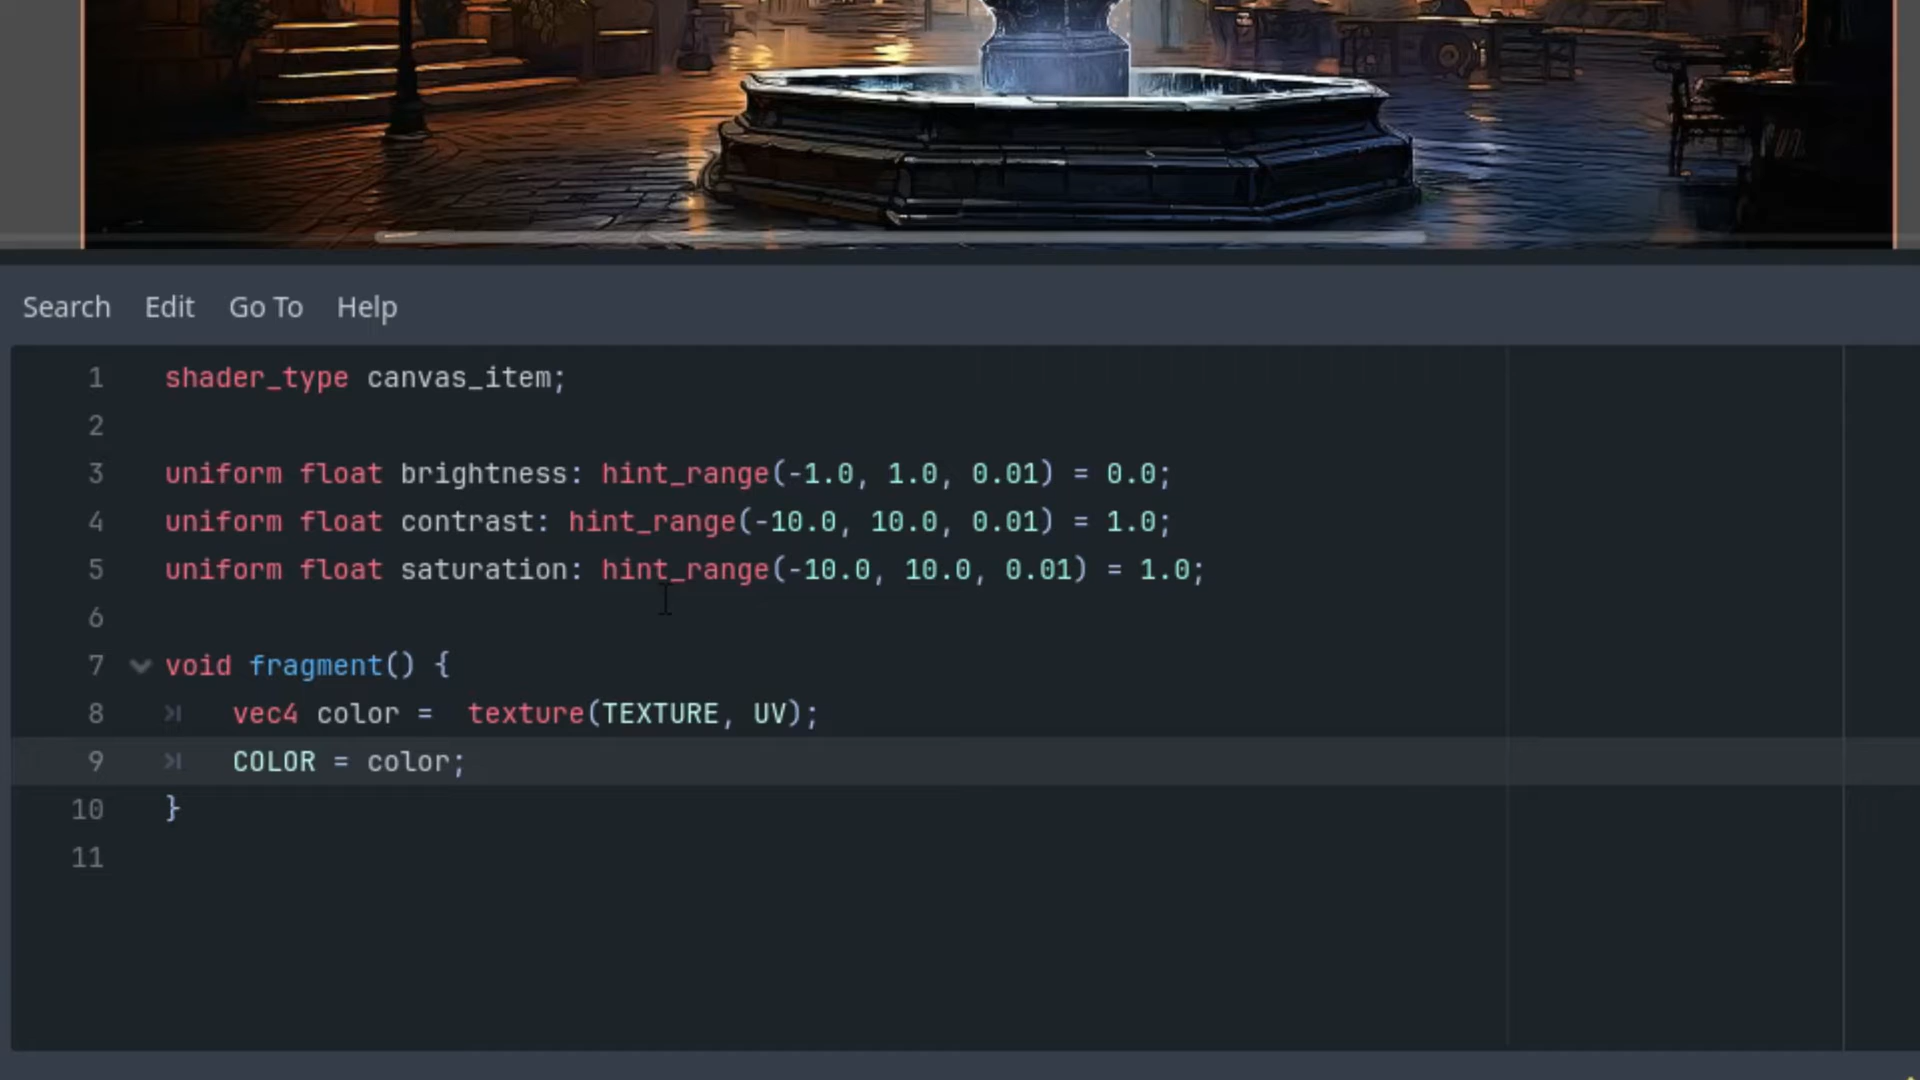 Search Edit Go To Help
1 shader_type canvas_item;
2
3 uniform float brightness: hint_range(-1.0, 1.0, 0.01) = 0.0;
4 uniform float contrast: hint_range(-10.0, 10.0, 0.01) = 1.0;
5 uniform float saturation: hint_range(-10.0, 10.0, 0.01) = 1.0;
6
7 void fragment() {
8 vec4 color =  texture(TEXTURE, UV);
9 COLOR = color;
10 }
11